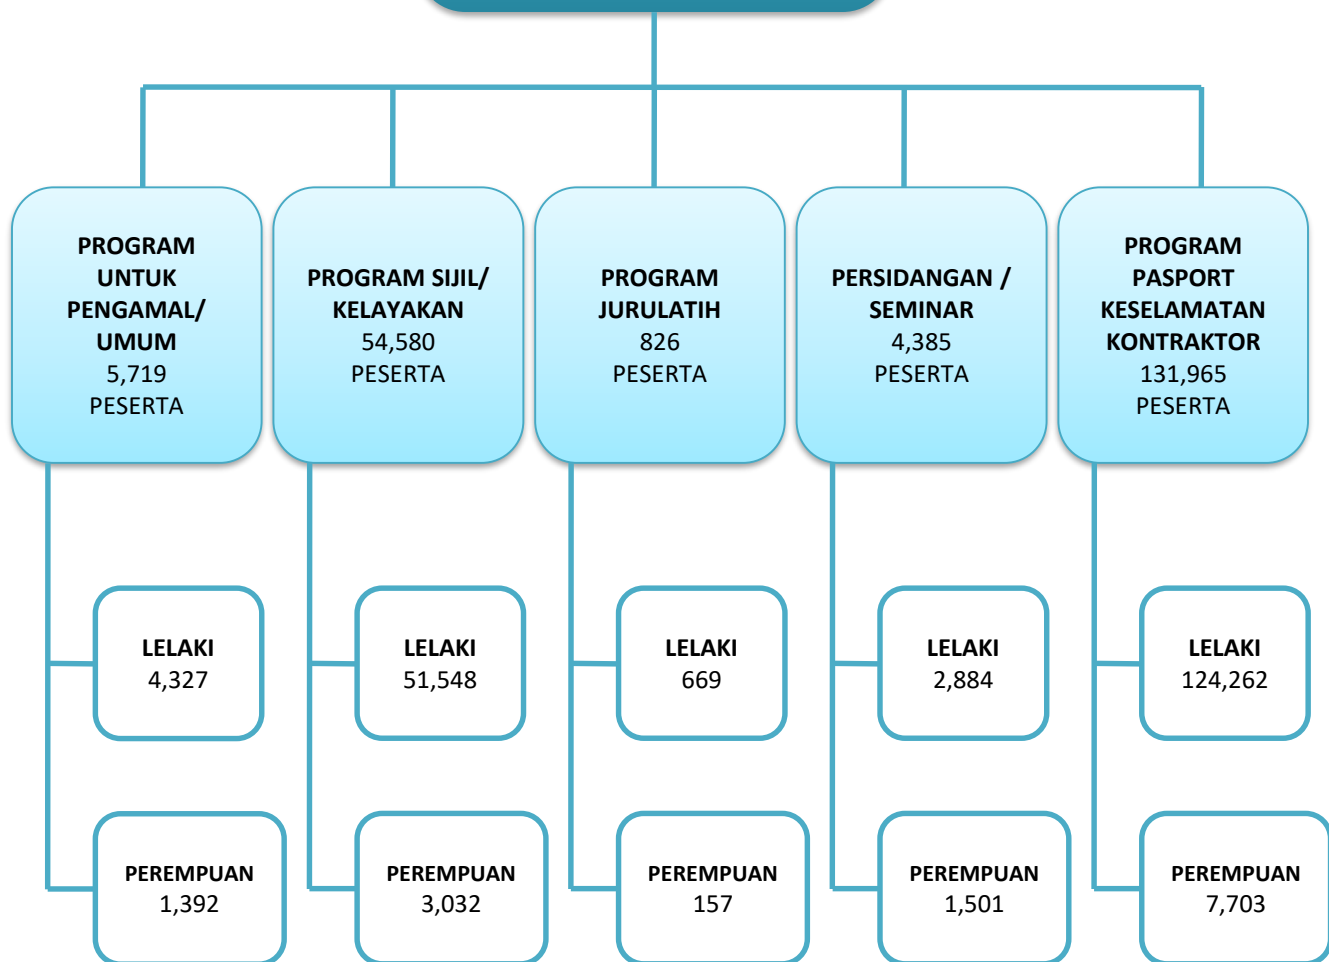 PROGRAM
UNTUK
PENGAMAL/
UMUM
5,719
PESERTA
PROGRAM SIJIL/
KELAYAKAN
54,580
PESERTA
PROGRAM
JURULATIH
826
PESERTA
PERSIDANGAN /
SEMINAR
4,385
PESERTA
PROGRAM
PASPORT
KESELAMATAN
KONTRAKTOR
131,965
PESERTA
LELAKI
4,327
LELAKI
51,548
LELAKI
669
LELAKI
2,884
LELAKI
124,262
PEREMPUAN
1,392
PEREMPUAN
3,032
PEREMPUAN
157
PEREMPUAN
1,501
PEREMPUAN
7,703